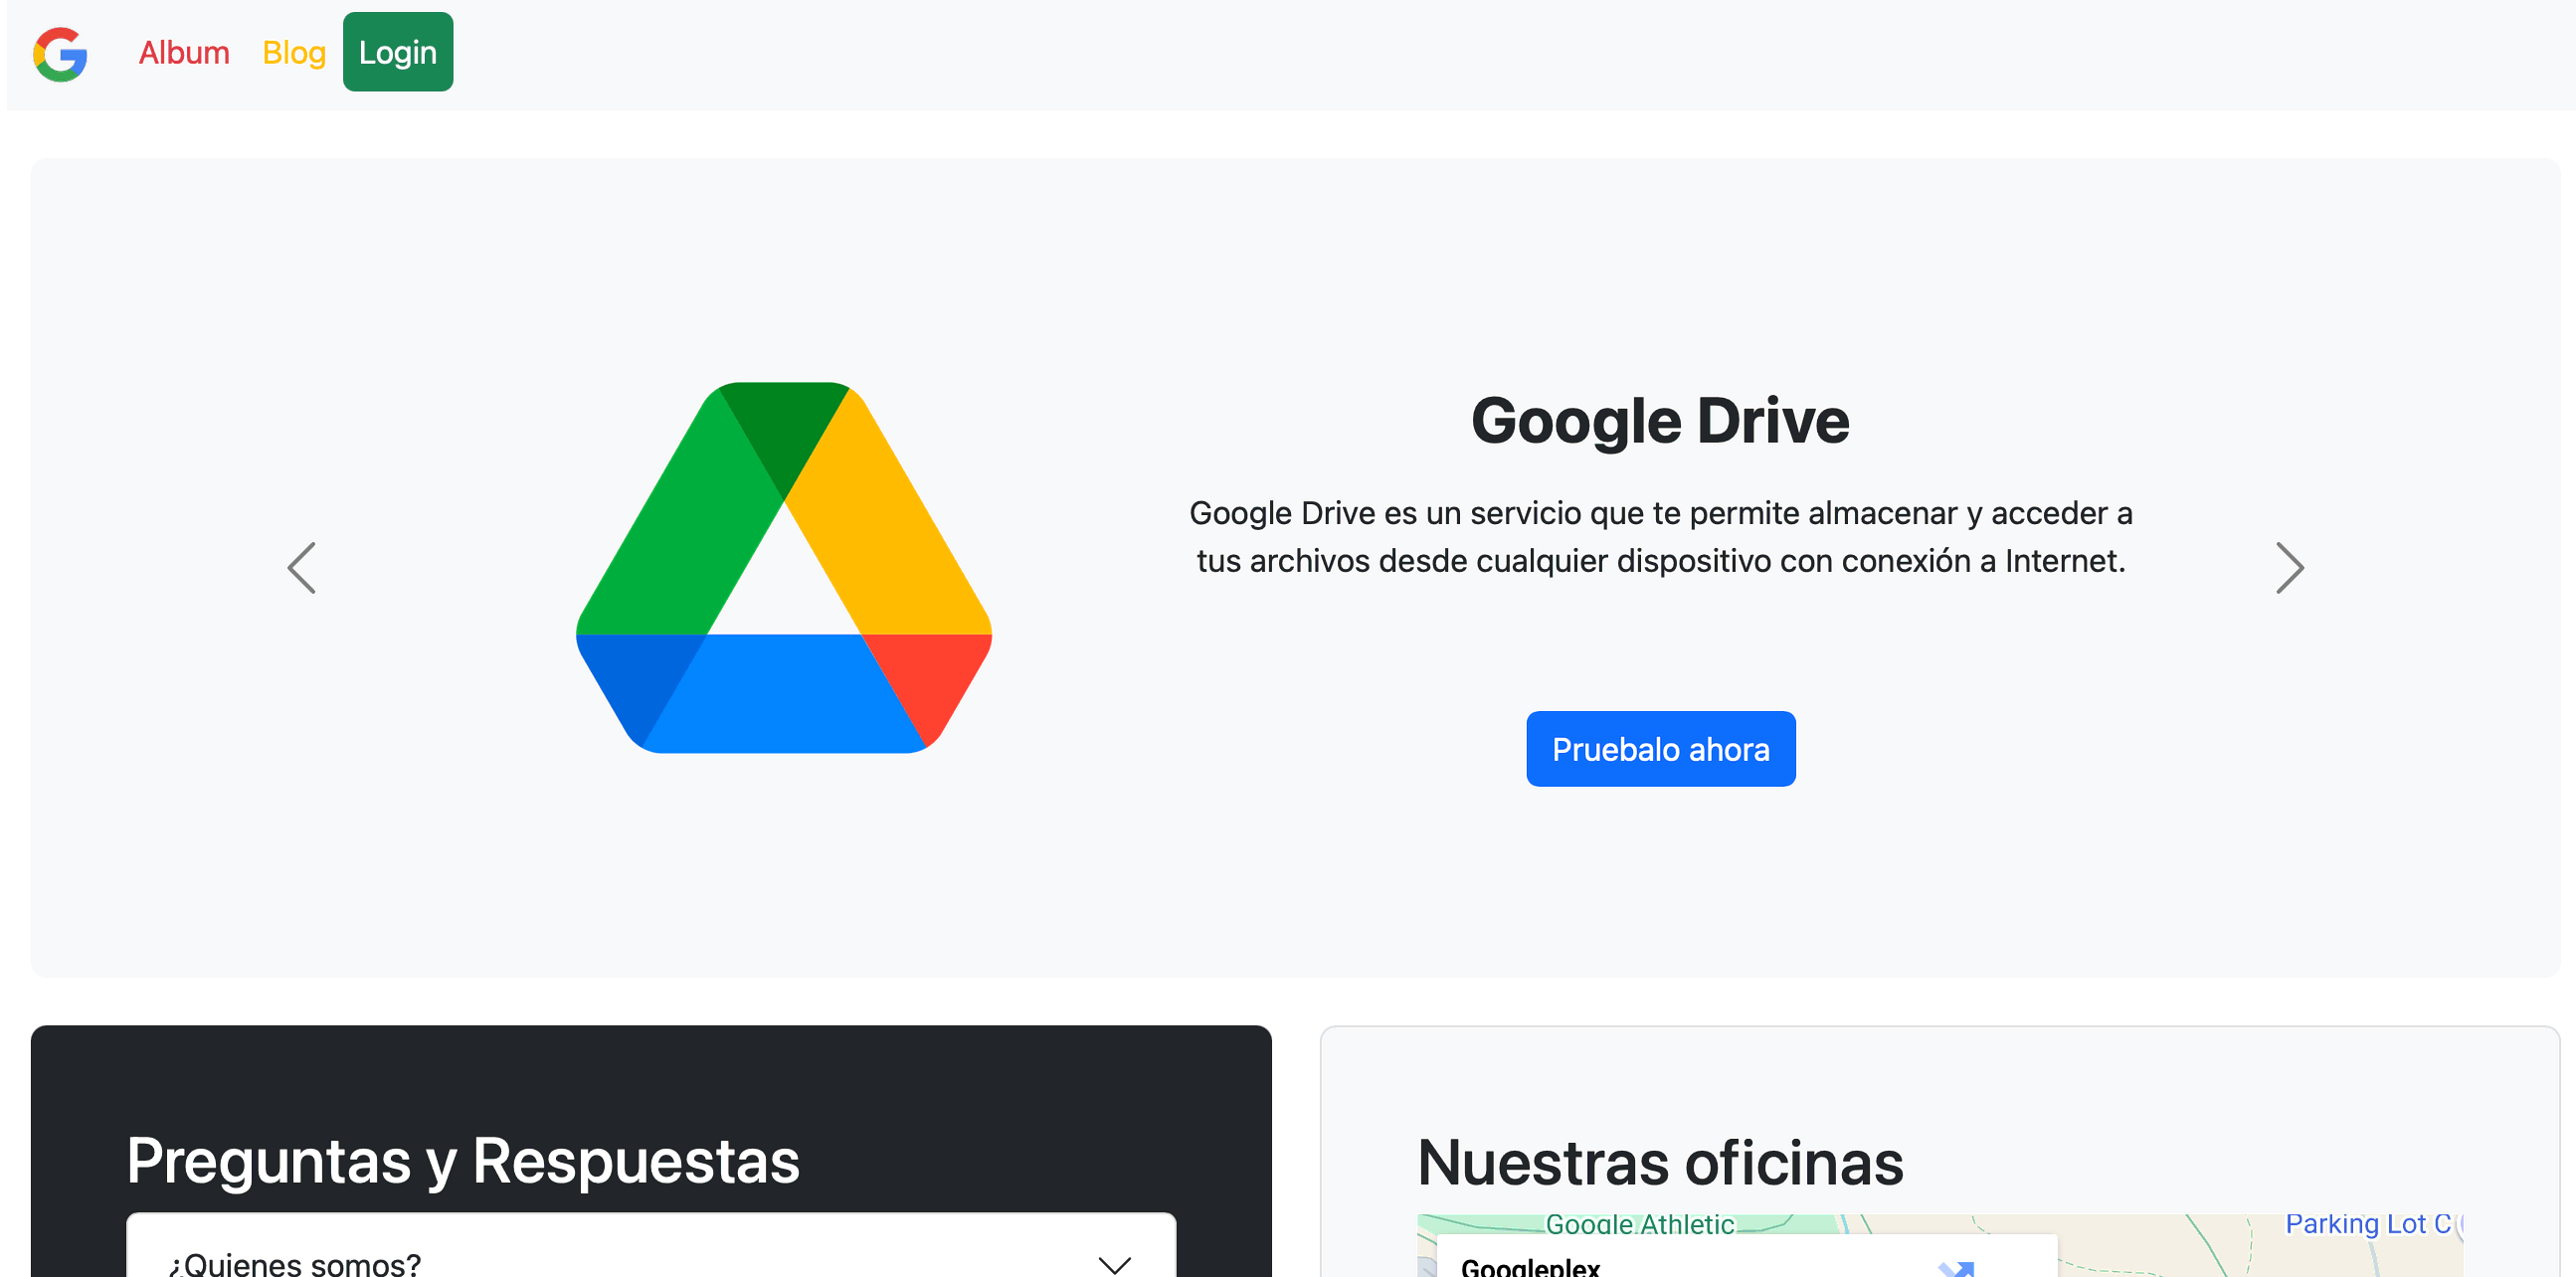 Album Blog Login
Google Drive
Google Drive es un servicio que te permite almacenar y acceder a
tus archivos desde cualquier dispositivo con conexión a Internet.
Pruebalo ahora
Preguntas y Respuestas
¿Quienes somos?
Nuestras oficinas
Google Athletic
Parking Lot C
Googleplex